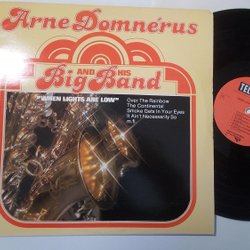 Arne Domnérus
AND HIS
Big Band
"WHEN LIGHTS ARE LOW"
Over The Rainbow
The Continental
Smoke Gets In Your Eyes
It Ain't Necessarily So
m.fl.
TEL